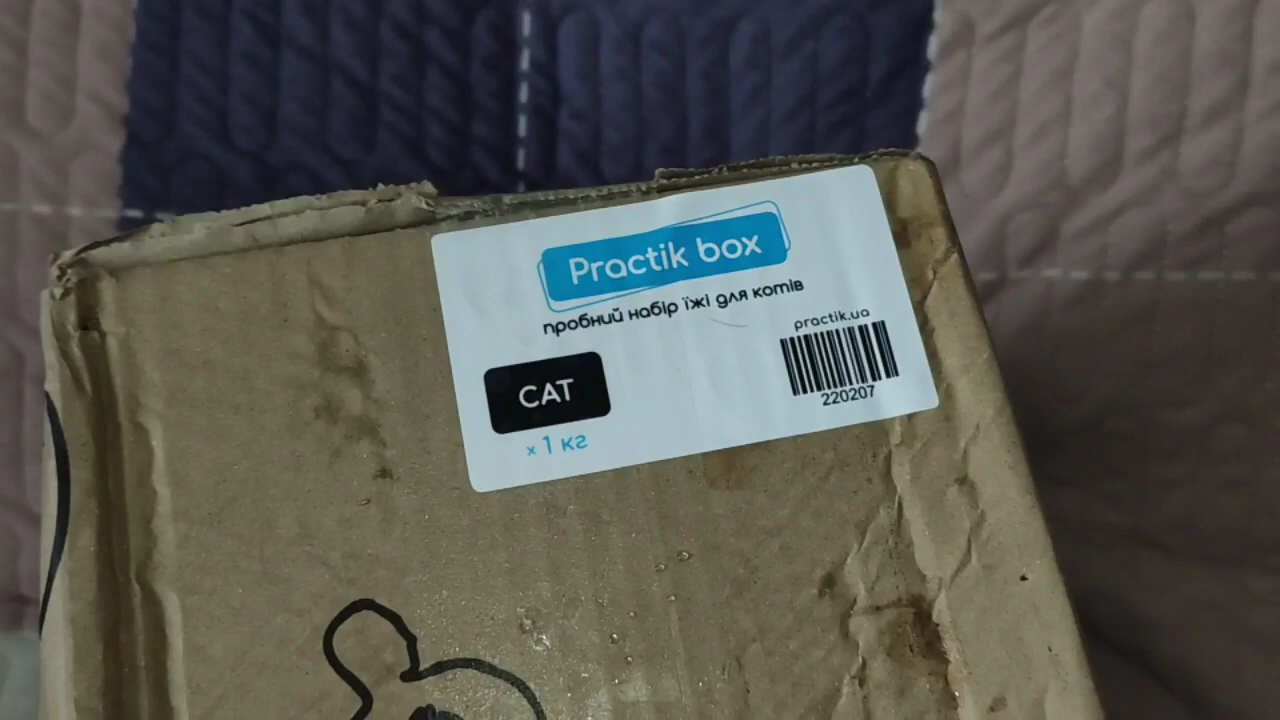 Practik box
пробний набір їжі для котів
practik.ua
220207
CAT
x 1 кг